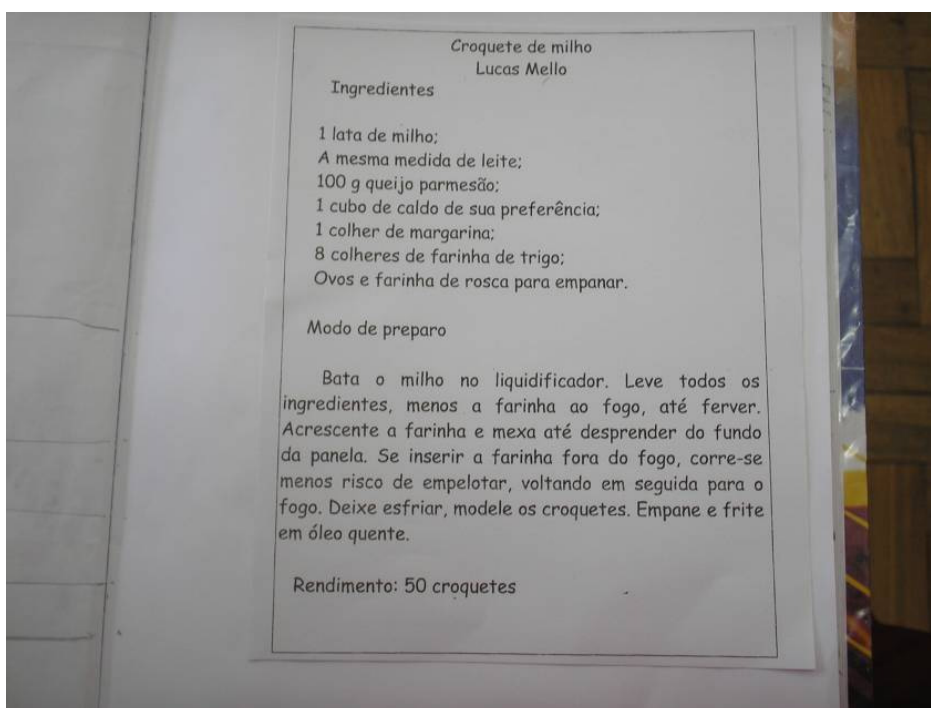 Croquete de milho
Lucas Mello
Ingredientes
1 lata de milho;
A mesma medida de leite;
100 g queijo parmesão;
1 cubo de caldo de sua preferência;
1 colher de margarina;
8 colheres de farinha de trigo;
Ovos e farinha de rosca para empanar.
Modo de preparo
Bata o milho no liquidificador. Leve todos os
ingredientes, menos a farinha ao fogo, até ferver.
Acrescente a farinha e mexa até desprender do fundo
da panela. Se inserir a farinha fora do fogo, corre-se
menos risco de empelotar, voltando em seguida para o
fogo. Deixe esfriar, modele os croquetes. Empane e frite
em óleo quente.
Rendimento: 50 croquetes